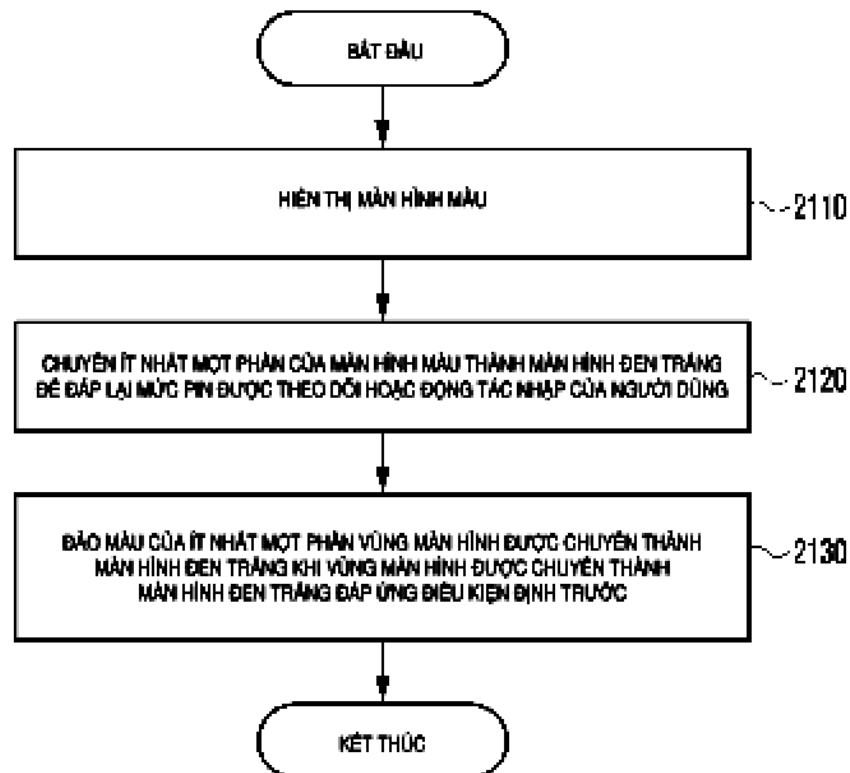 BẮT ĐẦU
HIỂN THỊ MÀN HÌNH MÀU
2110
CHUYỂN ÍT NHẤT MỘT PHẦN CỦA MÀN HÌNH MÀU THÀNH MÀN HÌNH ĐEN TRẮNG
ĐỂ ĐÁP LẠI MỨC PIN ĐƯỢC THEO DÕI HOẶC ĐỘNG TÁC NHẬP CỦA NGƯỜI DÙNG
2120
ĐẢO MÀU CỦA ÍT NHẤT MỘT PHẦN VÙNG MÀN HÌNH ĐƯỢC CHUYỂN THÀNH
MÀN HÌNH ĐEN TRẮNG KHI VÙNG MÀN HÌNH ĐƯỢC CHUYỂN THÀNH
MÀN HÌNH ĐEN TRẮNG ĐÁP ỨNG ĐIỀU KIỆN ĐỊNH TRƯỚC
2130
KẾT THÚC